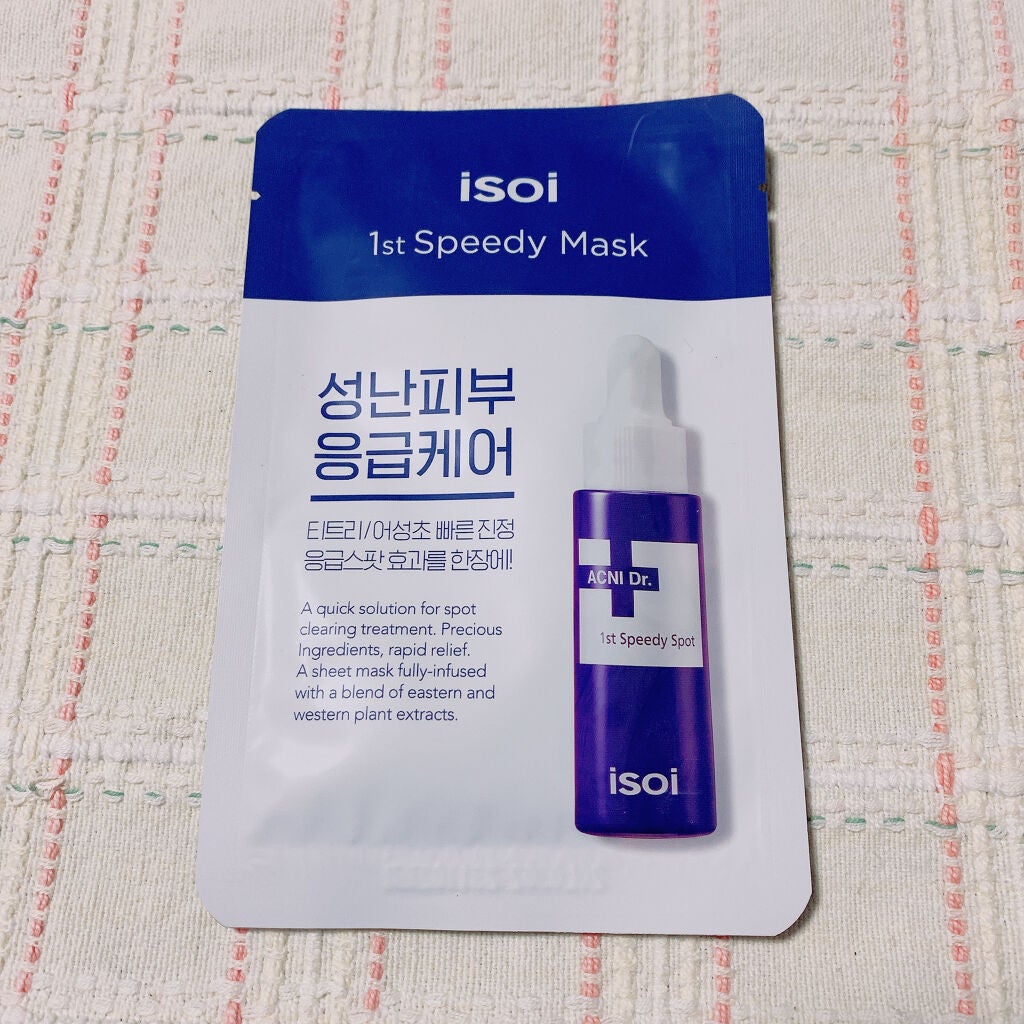 isoi
1st Speedy Mask
성난피부
응급케어
티트리/어성초 빠른 진정
응급스팟 효과를 한장에!
A quick solution for spot
clearing treatment. Precious
Ingredients, rapid relief.
A sheet mask fully-infused
with a blend of eastern and
western plant extracts.
ACNI Dr.
1st Speedy Spot
isoi